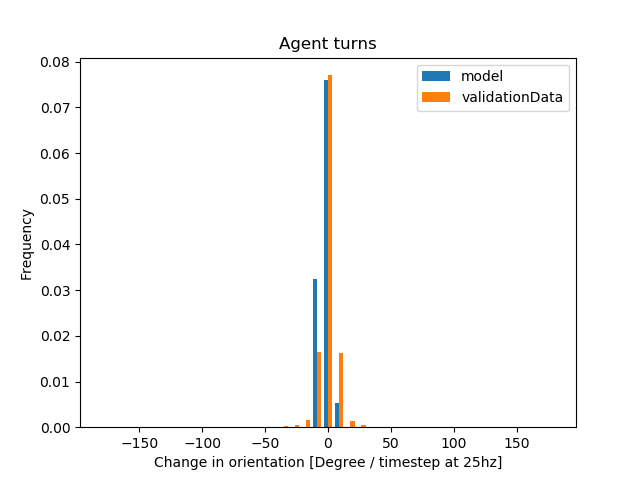 Agent turns
model
validationData
0.08
0.07
0.06
0.05
0.04
0.03
0.02
0.01
0.00
Frequency
−150 −100 −50 0 50 100 150
Change in orientation [Degree / timestep at 25hz]